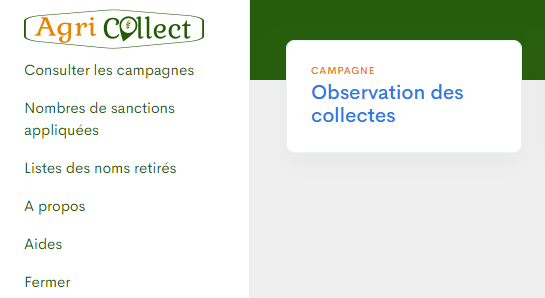 Agri Collect
Consulter les campagnes
Nombres de sanctions
appliquées
Listes des noms retirés
A propos
Aides
Fermer
CAMPAGNE
Observation des
collectes